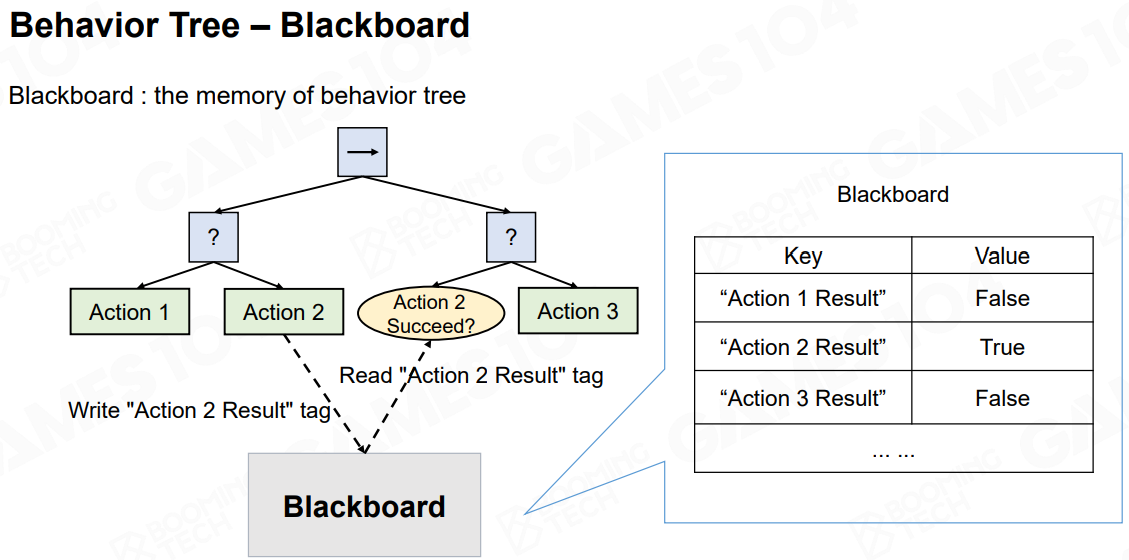 Behavior Tree – Blackboard
Blackboard : the memory of behavior tree
→
?
?
Action 1
Action 2
Action 2
Succeed?
Action 3
Read "Action 2 Result" tag
Write "Action 2 Result" tag
Blackboard
Blackboard
Key Value
“Action 1 Result” False
“Action 2 Result” True
“Action 3 Result” False
... ...
GAMES 104
BOOMING
TECH